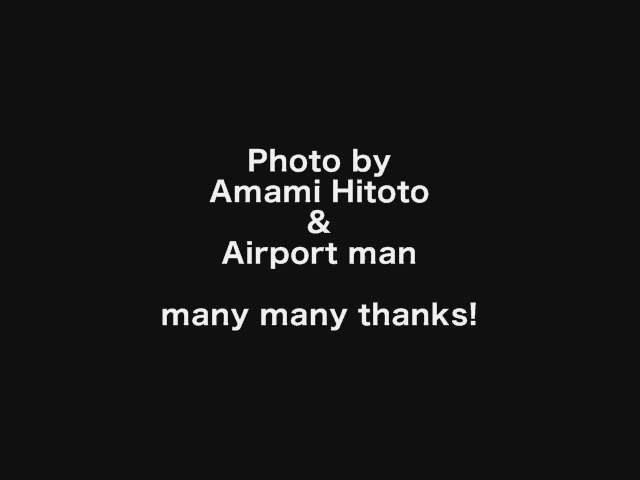 Photo by
Amami Hitoto
&
Airport man
many many thanks!